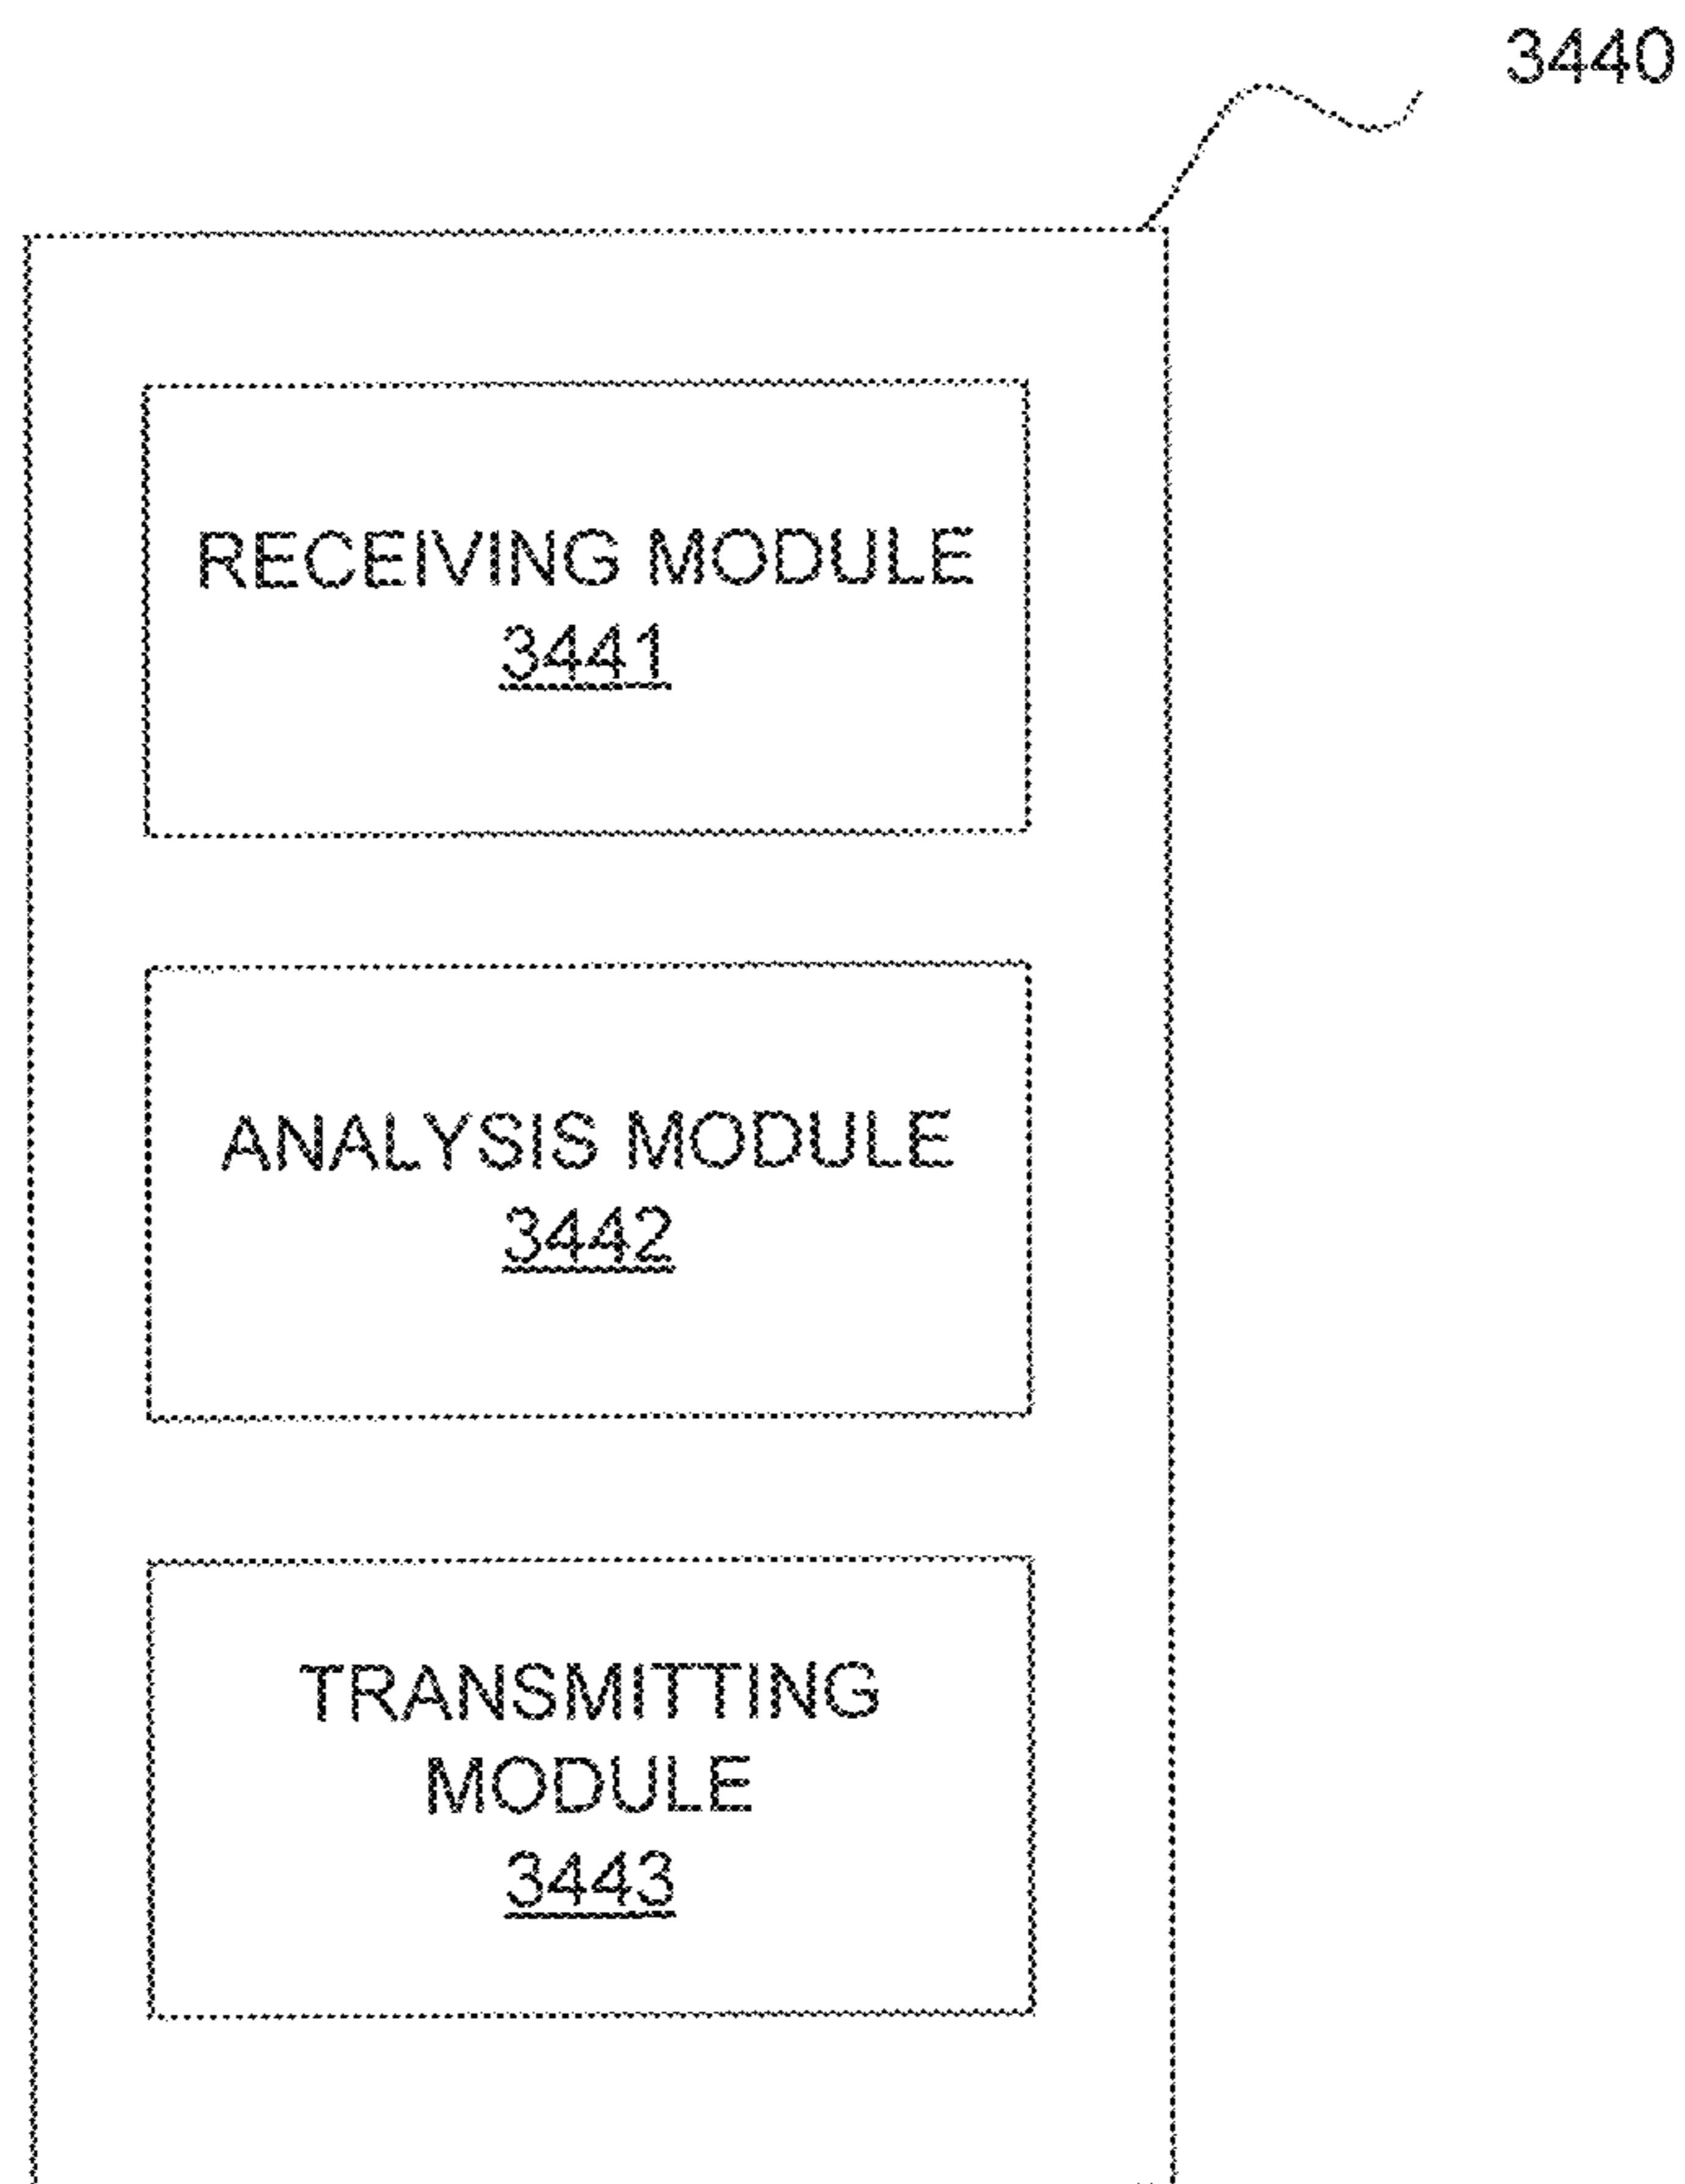 3440
RECEIVING MODULE
3441
ANALYSIS MODULE
3442
TRANSMITTING
MODULE
3443